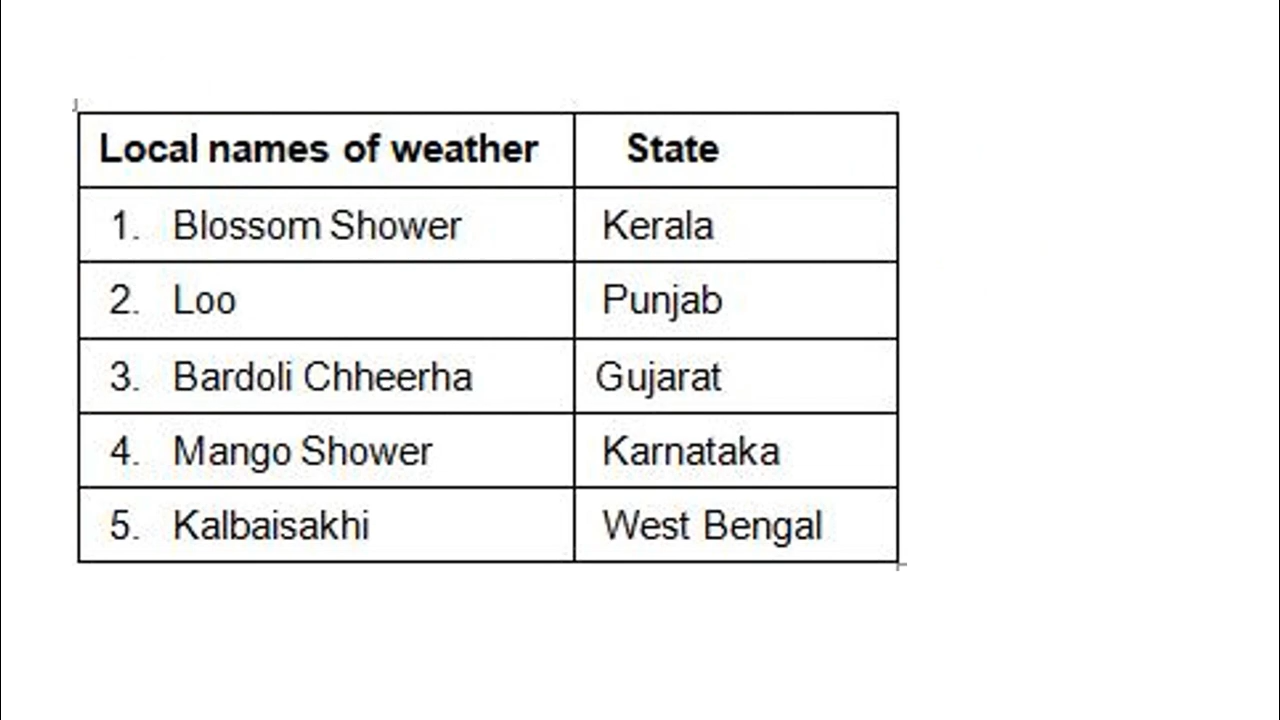 Local names of weather State
1. Blossom Shower Kerala
2. Loo Punjab
3. Bardoli Chheerha Gujarat
4. Mango Shower Karnataka
5. Kalbaisakhi West Bengal